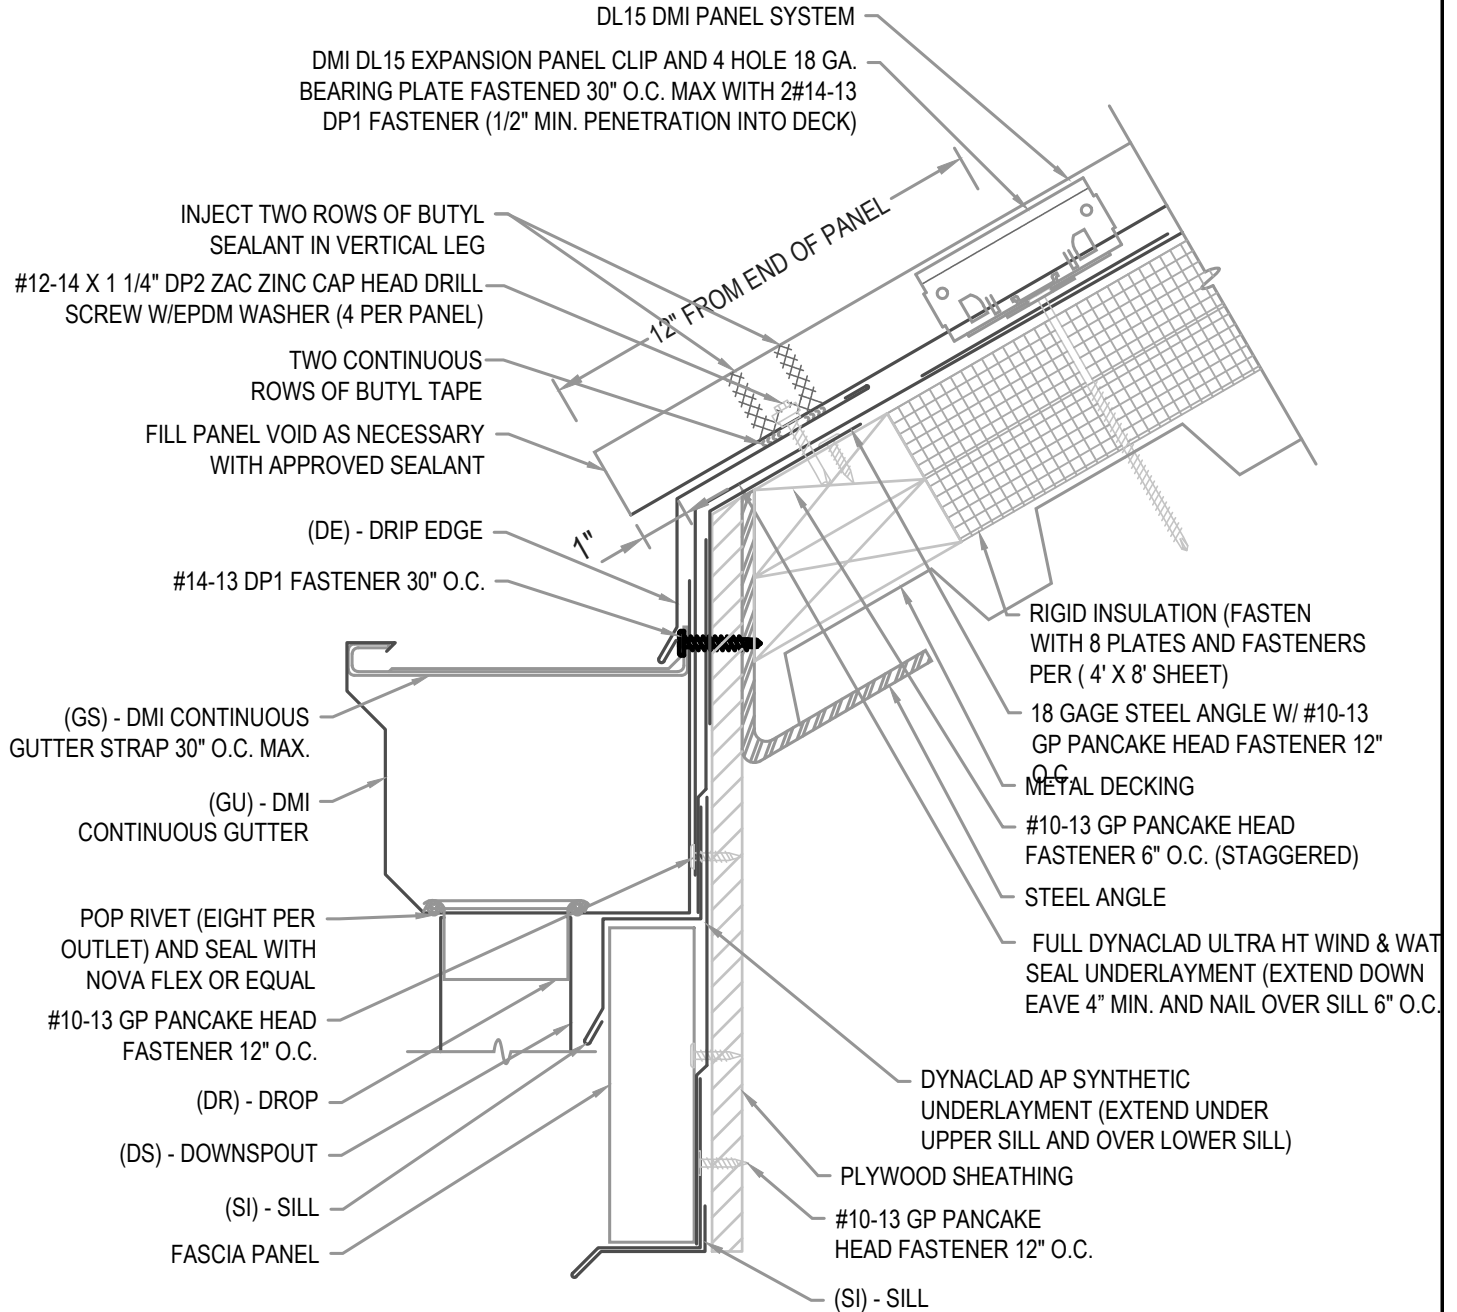 DL15 DMI PANEL SYSTEM
DMI DL15 EXPANSION PANEL CLIP AND 4 HOLE 18 GA.
BEARING PLATE FASTENED 30" O.C. MAX WITH 2#14-13
DP1 FASTENER (1/2" MIN. PENETRATION INTO DECK)
INJECT TWO ROWS OF BUTYL
SEALANT IN VERTICAL LEG
#12-14 X 1 1/4" DP2 ZAC ZINC CAP HEAD DRILL
SCREW W/EPDM WASHER (4 PER PANEL)
TWO CONTINUOUS
ROWS OF BUTYL TAPE
FILL PANEL VOID AS NECESSARY
WITH APPROVED SEALANT
(DE) - DRIP EDGE
#14-13 DP1 FASTENER 30" O.C.
(GS) - DMI CONTINUOUS
GUTTER STRAP 30" O.C. MAX.
(GU) - DMI
CONTINUOUS GUTTER
POP RIVET (EIGHT PER
OUTLET) AND SEAL WITH
NOVA FLEX OR EQUAL
#10-13 GP PANCAKE HEAD
FASTENER 12" O.C.
(DR) - DROP
(DS) - DOWNSPOUT
(SI) - SILL
FASCIA PANEL
12" FROM END OF PANEL
1"
RIGID INSULATION (FASTEN
WITH 8 PLATES AND FASTENERS
PER ( 4' X 8' SHEET)
18 GAGE STEEL ANGLE W/ #10-13
GP PANCAKE HEAD FASTENER 12"
O.C.
METAL DECKING
#10-13 GP PANCAKE HEAD
FASTENER 6" O.C. (STAGGERED)
STEEL ANGLE
FULL DYNACLAD ULTRA HT WIND & WAT
SEAL UNDERLAYMENT (EXTEND DOWN
EAVE 4” MIN. AND NAIL OVER SILL 6" O.C.
DYNACLAD AP SYNTHETIC
UNDERLAYMENT (EXTEND UNDER
UPPER SILL AND OVER LOWER SILL)
PLYWOOD SHEATHING
#10-13 GP PANCAKE
HEAD FASTENER 12" O.C.
(SI) - SILL